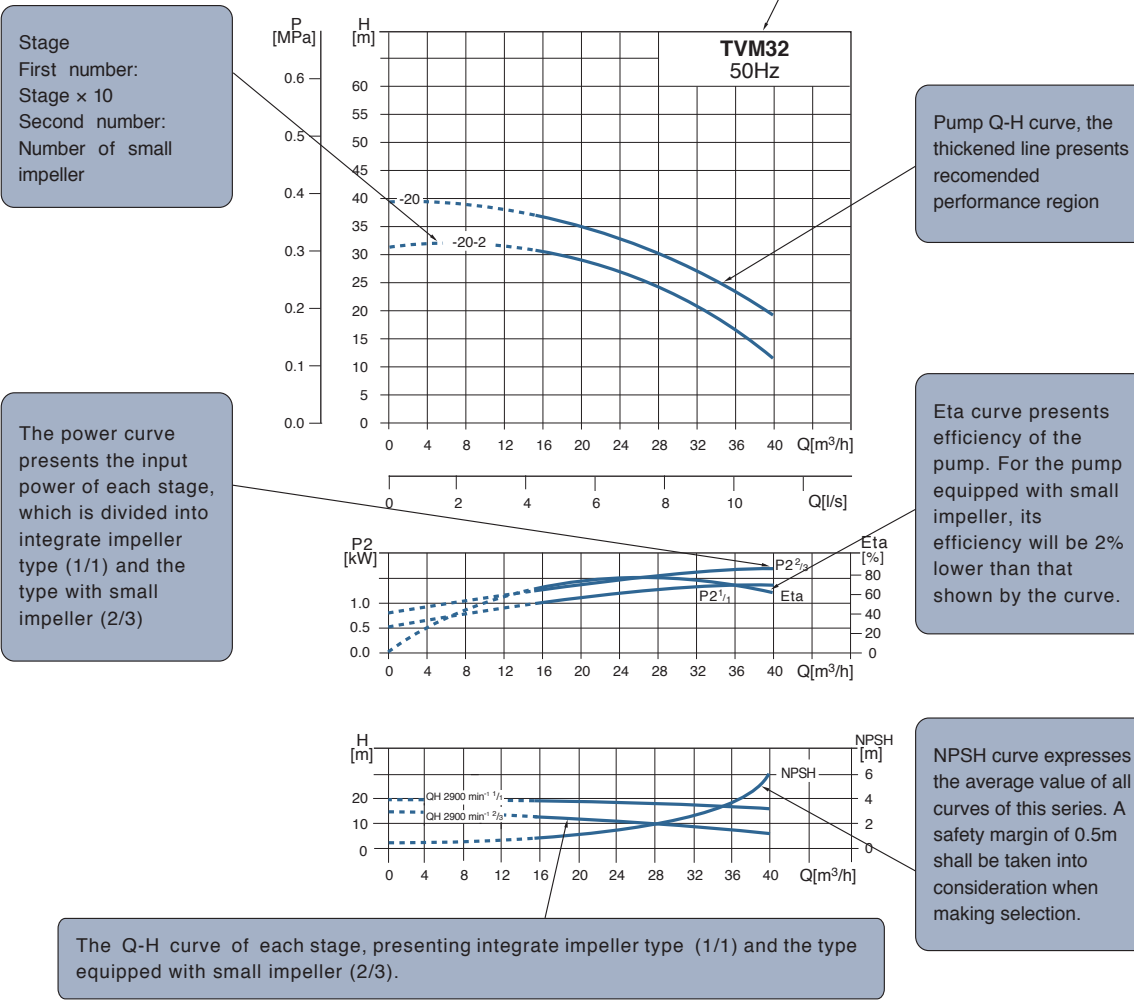 Stage
First number:
Stage × 10
Second number:
Number of small
impeller
P
[MPa]
H
[m]
TVM32
50Hz
0.6
0.5
0.4
0.3
0.2
0.1
0.0
60
55
50
45
40
35
30
25
20
15
10
5
0
-20
-20-2
0 4 8 12 16 20 24 28 32 36 40 Q[m³/h]
0 2 4 6 8 10 Q[l/s]
Pump Q-H curve, the
thickened line presents
recomended
performance region
The power curve
presents the input
power of each stage,
which is divided into
integrate impeller
type (1/1) and the
type with small
impeller (2/3)
P2
[kW]
Eta
[%]
1.0
0.5
0.0
80
60
40
20
0
P2 2/3
P2 1/1
Eta
0 4 8 12 16 20 24 28 32 36 40 Q[m³/h]
Eta curve presents
efficiency of the
pump. For the pump
equipped with small
impeller, its
efficiency will be 2%
lower than that
shown by the curve.
H
[m]
NPSH
[m]
20
10
0
6
4
2
0
QH 2900 min⁻¹ 1/1
QH 2900 min⁻¹ 2/3
NPSH
0 4 8 12 16 20 24 28 32 36 40 Q[m³/h]
NPSH curve expresses
the average value of all
curves of this series. A
safety margin of 0.5m
shall be taken into
consideration when
making selection.
The Q-H curve of each stage, presenting integrate impeller type (1/1) and the type
equipped with small impeller (2/3).